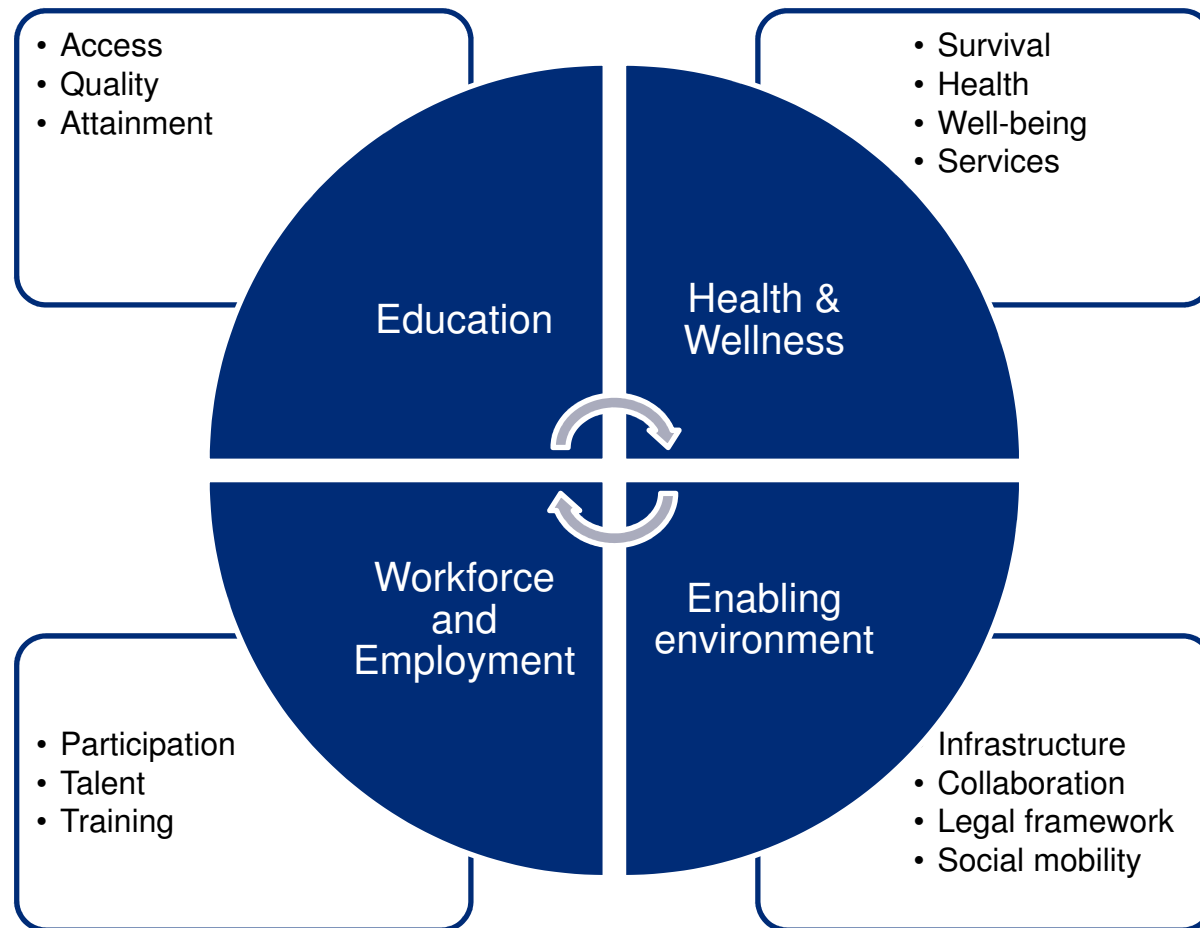 • Access
• Quality
• Attainment
• Survival
• Health
• Well-being
• Services
Education
Health &
Wellness
Workforce
and
Employment
Enabling
environment
• Participation
• Talent
• Training
Infrastructure
• Collaboration
• Legal framework
• Social mobility